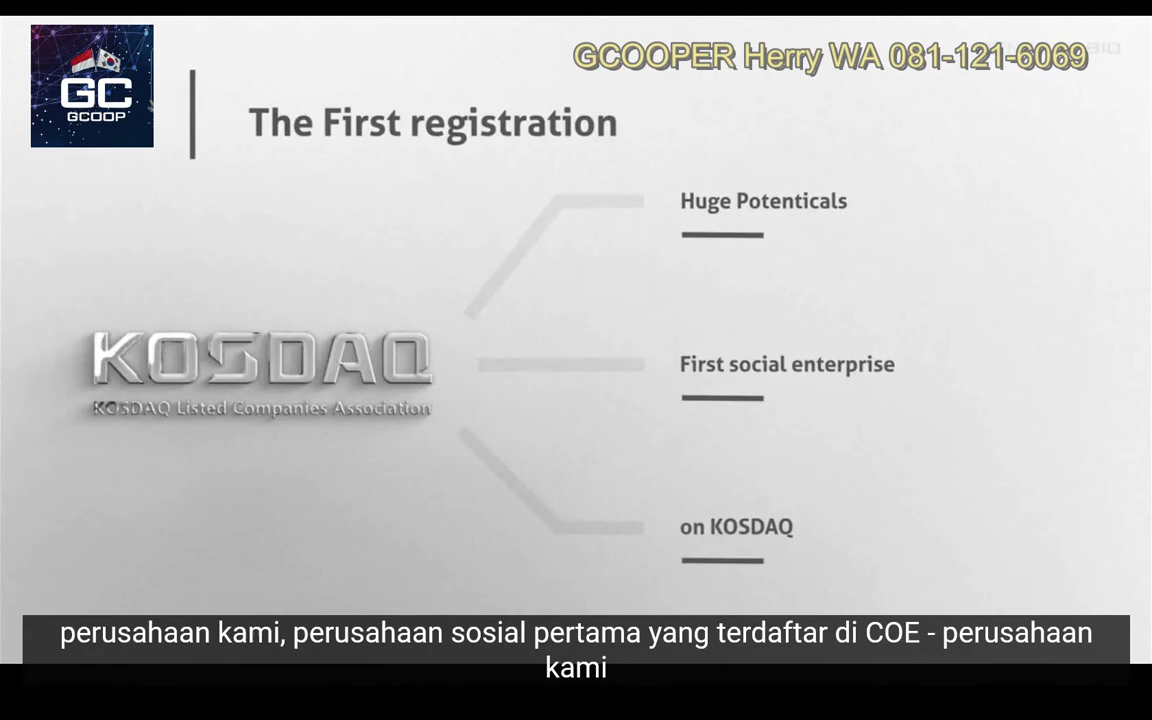 GC
GCOOP
GCOOPER Herry WA 081-121-6069
The First registration
Huge Potenticals
KOSDAQ
KOSDAQ Listed Companies Association
First social enterprise
on KOSDAQ
perusahaan kami, perusahaan sosial pertama yang terdaftar di COE - perusahaan
kami